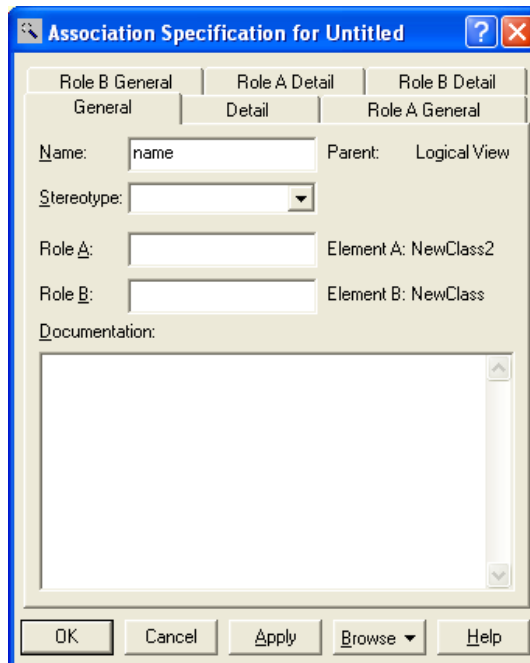 Association Specification for Untitled
Role B General Role A Detail Role B Detail
General Detail Role A General
Name: name Parent: Logical View
Stereotype:
Role A: Element A: NewClass2
Role B: Element B: NewClass
Documentation:
OK Cancel Apply Browse Help